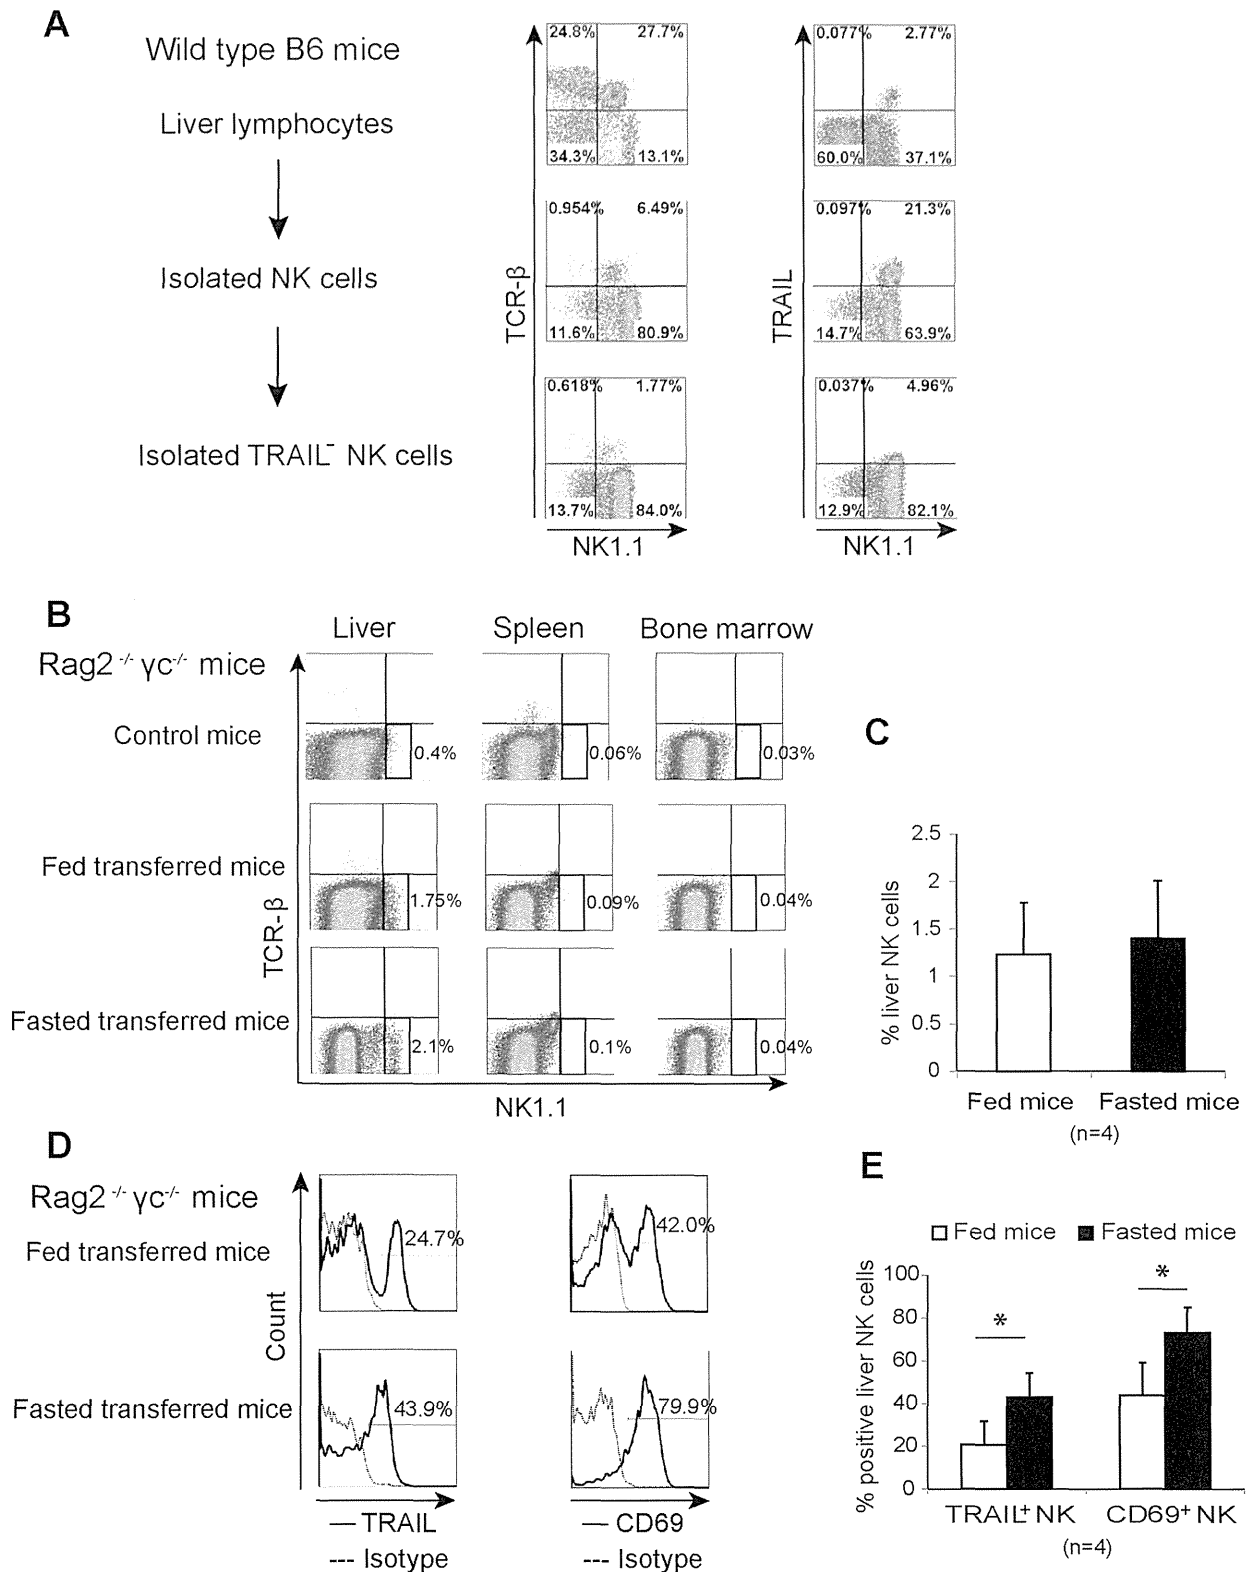 A
Wild type B6 mice
Liver lymphocytes
Isolated NK cells
Isolated TRAIL⁻ NK cells
TCR-β
24.8% 27.7%
34.3% 13.1%
0.954% 6.49%
11.6% 80.9%
0.618% 1.77%
13.7% 84.0%
NK1.1
TRAIL
0.077% 2.77%
60.0% 37.1%
0.097% 21.3%
14.7% 63.9%
0.037% 4.96%
12.9% 82.1%
NK1.1
B
Liver Spleen Bone marrow
Rag2 -/- γc-/- mice
Control mice
0.4% 0.06% 0.03%
Fed transferred mice
1.75% 0.09% 0.04%
Fasted transferred mice
2.1% 0.1% 0.04%
TCR-β
NK1.1
C
% liver NK cells
2.5
2
1.5
1
0.5
0
Fed mice Fasted mice
(n=4)
D
Rag2 -/- γc-/- mice
Fed transferred mice
24.7% 42.0%
Count
Fasted transferred mice
43.9% 79.9%
— TRAIL — CD69
--- Isotype --- Isotype
E
Fed mice Fasted mice
% positive liver NK cells
100
80
60
40
20
0
* *
TRAIL⁺ NK CD69⁺ NK
(n=4)